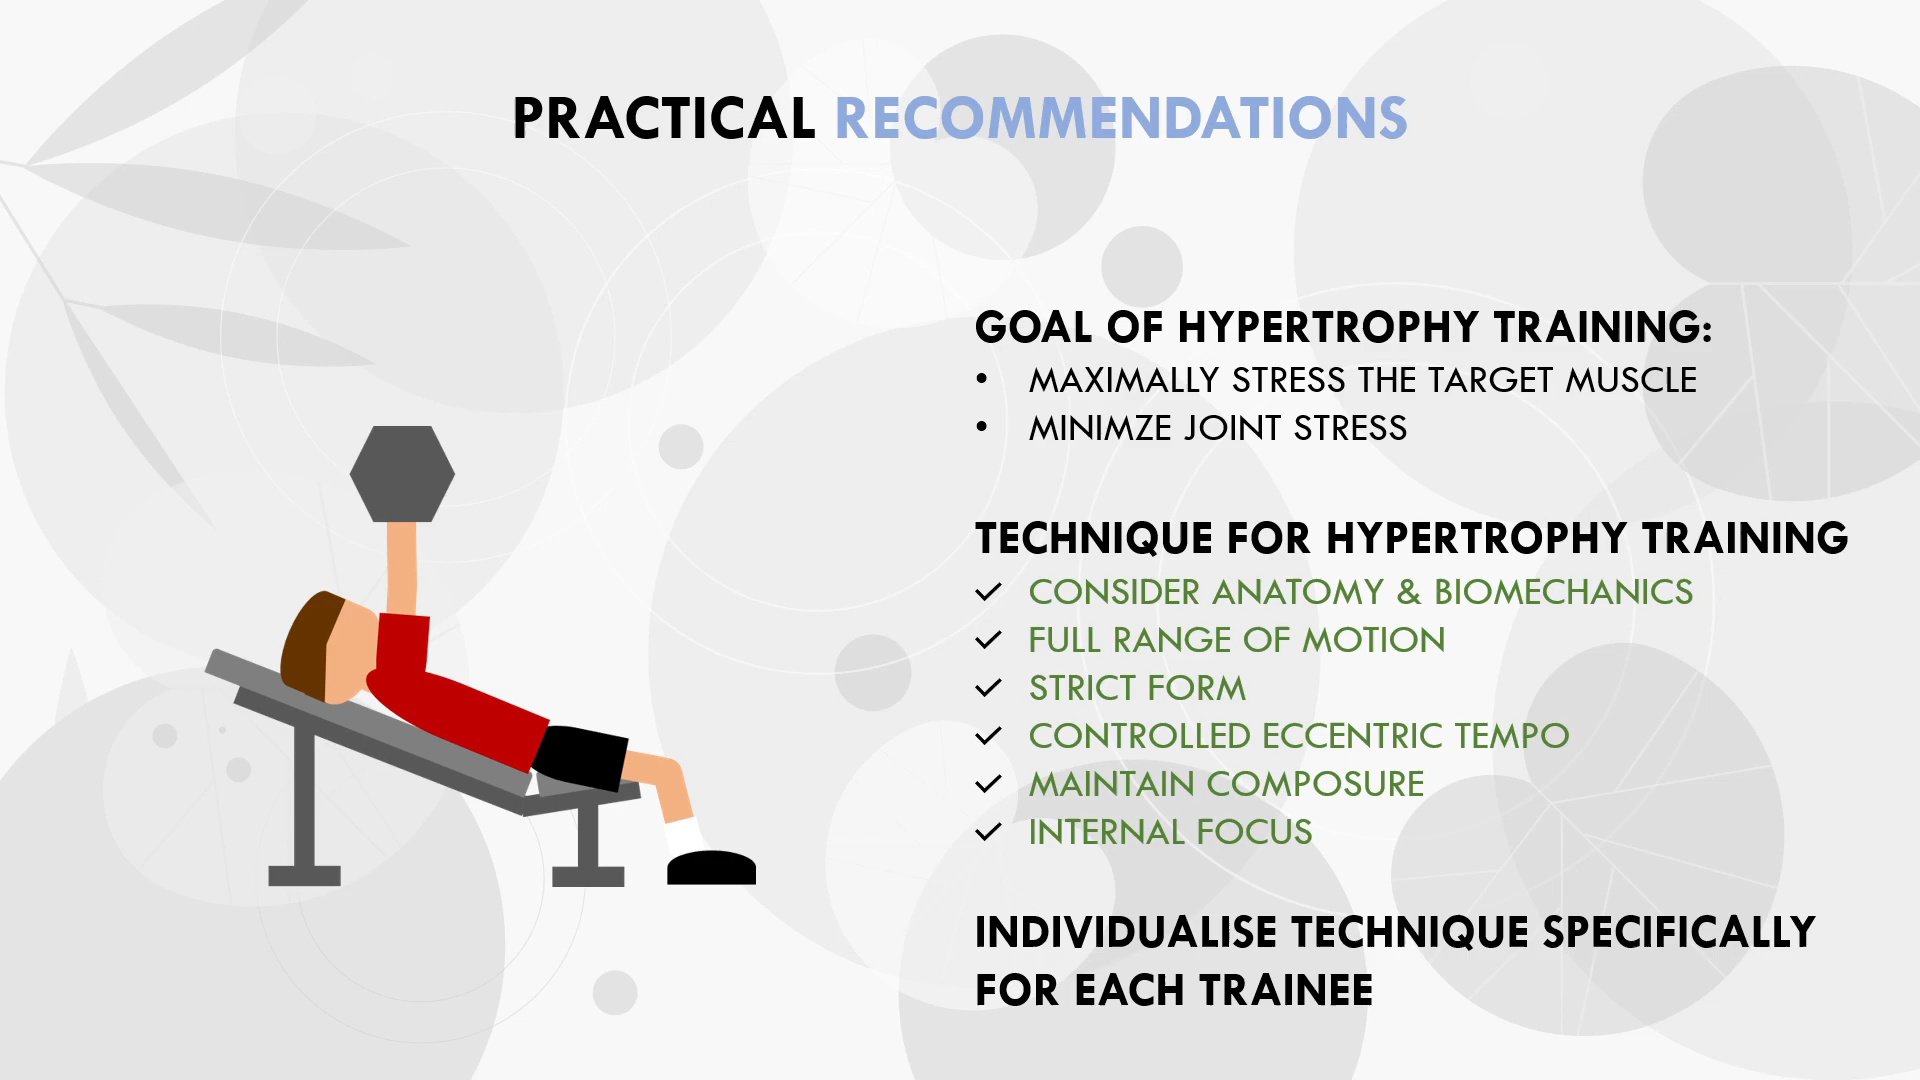 PRACTICAL RECOMMENDATIONS
GOAL OF HYPERTROPHY TRAINING:
• MAXIMALLY STRESS THE TARGET MUSCLE
• MINIMZE JOINT STRESS
TECHNIQUE FOR HYPERTROPHY TRAINING
✓ CONSIDER ANATOMY & BIOMECHANICS
✓ FULL RANGE OF MOTION
✓ STRICT FORM
✓ CONTROLLED ECCENTRIC TEMPO
✓ MAINTAIN COMPOSURE
✓ INTERNAL FOCUS
INDIVIDUALISE TECHNIQUE SPECIFICALLY
FOR EACH TRAINEE